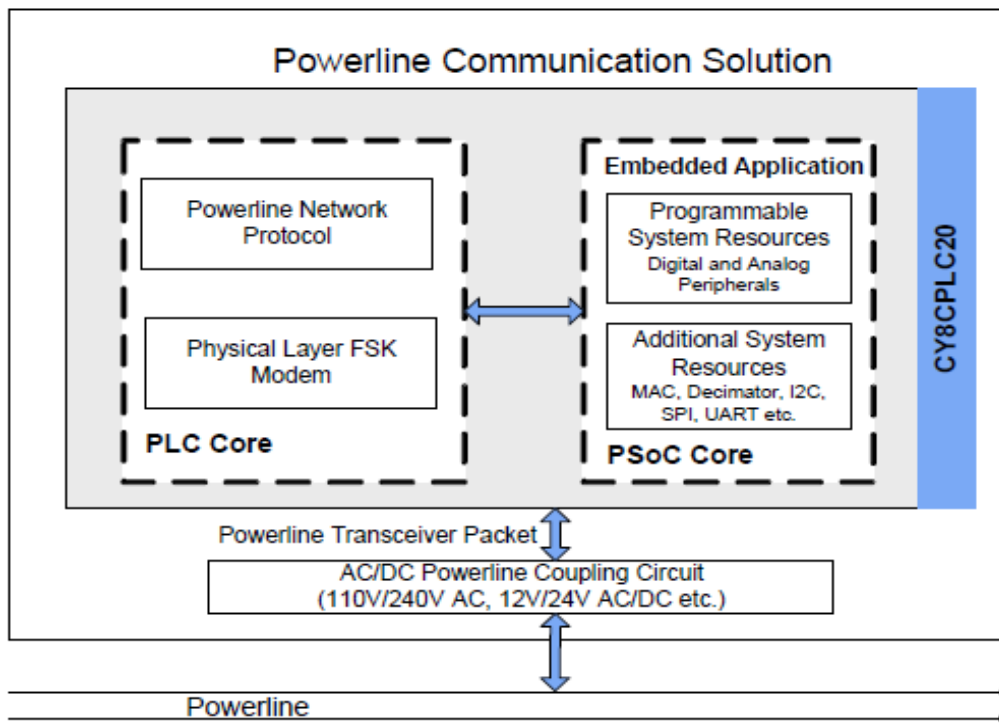 Powerline Communication Solution
Powerline Network
Protocol
Physical Layer FSK
Modem
PLC Core
Embedded Application
Programmable
System Resources
Digital and Analog
Peripherals
Additional System
Resources
MAC, Decimator, I2C,
SPI, UART etc.
PSoC Core
CY8CPLC20
Powerline Transceiver Packet
AC/DC Powerline Coupling Circuit
(110V/240V AC, 12V/24V AC/DC etc.)
Powerline